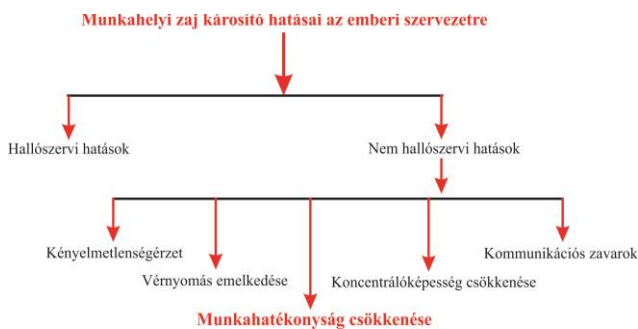 Munkahelyi zaj károsító hatásai az emberi szervezetre
Hallószervi hatások
Nem hallószervi hatások
Kényelmetlenségérzet
Vérnyomás emelkedése
Munkahatékonyság csökkenése
Koncentrálóképesség csökkenése
Kommunikációs zavarok